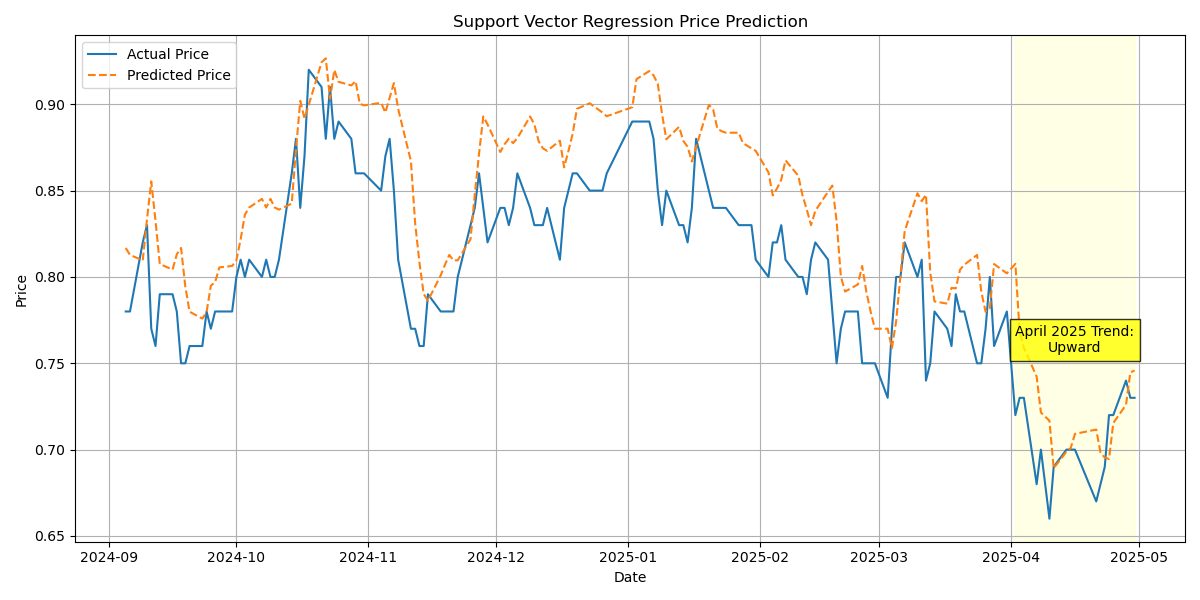 Support Vector Regression Price Prediction
Actual Price
Predicted Price
Price
0.90
0.85
0.80
0.75
0.70
0.65
April 2025 Trend:
Upward
2024-09 2024-10 2024-11 2024-12 2025-01 2025-02 2025-03 2025-04 2025-05
Date